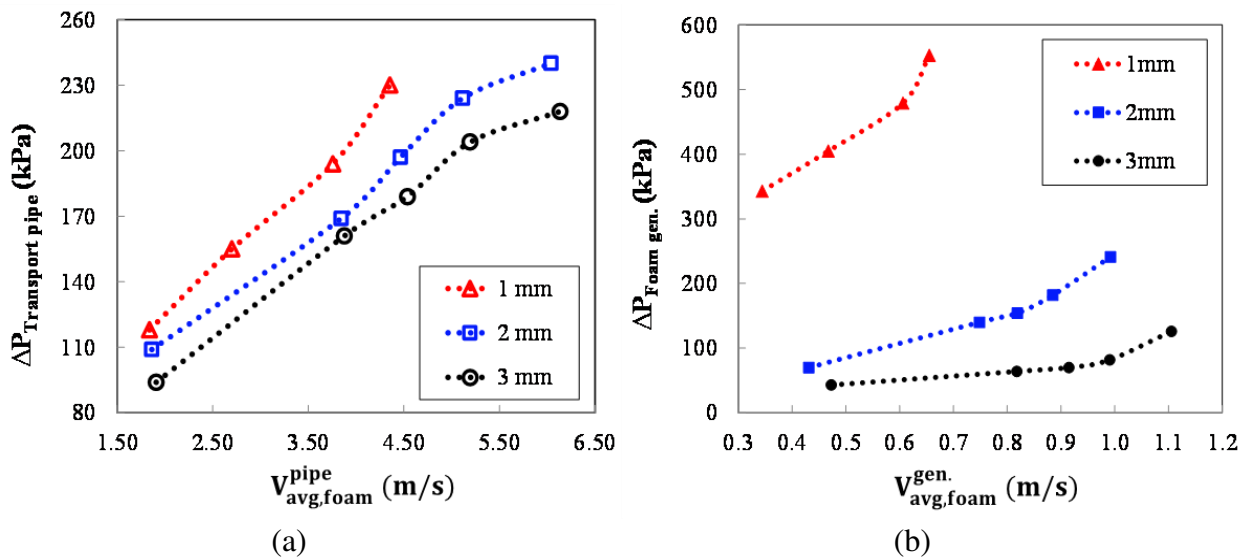 260
230
200
170
140
110
80
ΔP_Transport pipe (kPa)
1 mm
2 mm
3 mm
1.50 2.50 3.50 4.50 5.50 6.50
V^pipe_avg,foam (m/s)
(a)
600
500
400
300
200
100
0
ΔP_Foam gen. (kPa)
1mm
2mm
3mm
0.3 0.4 0.5 0.6 0.7 0.8 0.9 1.0 1.1 1.2
V^gen._avg,foam (m/s)
(b)